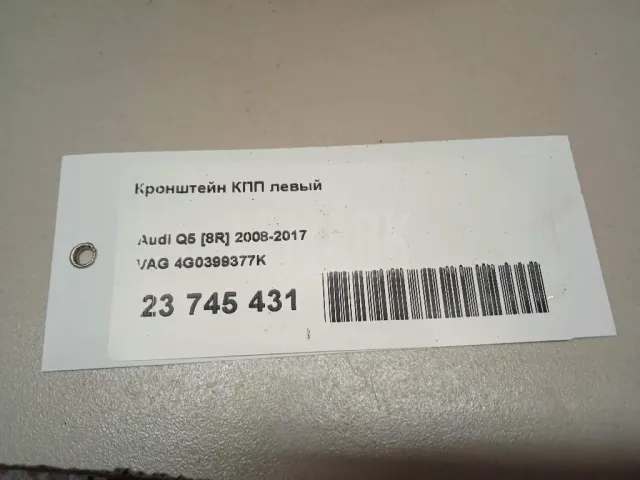 Кронштейн КПП левый
Audi Q5 [8R] 2008-2017
VAG 4G0399377K
23 745 431